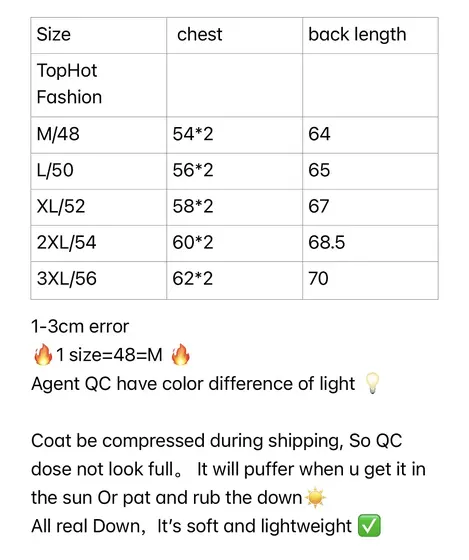 Size chest back length
TopHot
Fashion
M/48 54*2 64
L/50 56*2 65
XL/52 58*2 67
2XL/54 60*2 68.5
3XL/56 62*2 70
1-3cm error
🔥1 size=48=M 🔥
Agent QC have color difference of light 💡
Coat be compressed during shipping, So QC
dose not look full。 It will puffer when u get it in
the sun Or pat and rub the down☀️
All real Down，It’s soft and lightweight ✅